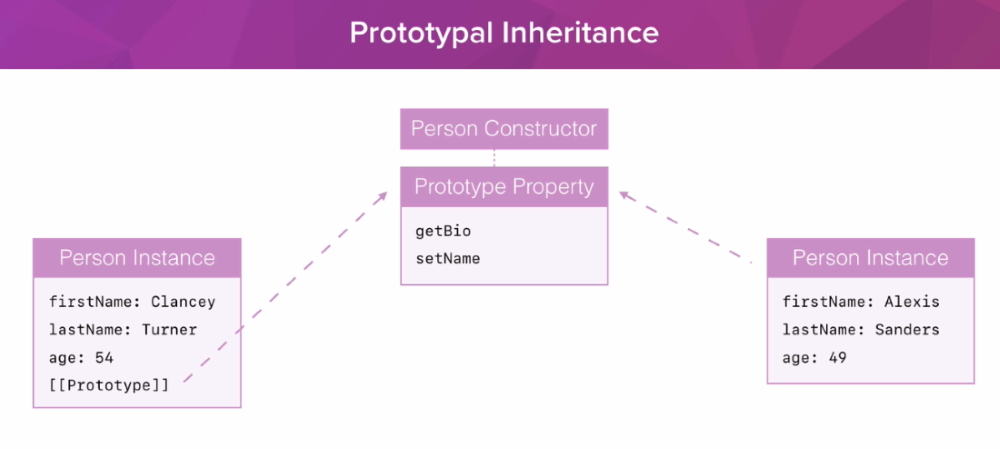 Prototypal Inheritance
Person Constructor
Prototype Property
getBio
setName
Person Instance
firstName: Clancey
lastName: Turner
age: 54
[[Prototype]]
Person Instance
firstName: Alexis
lastName: Sanders
age: 49